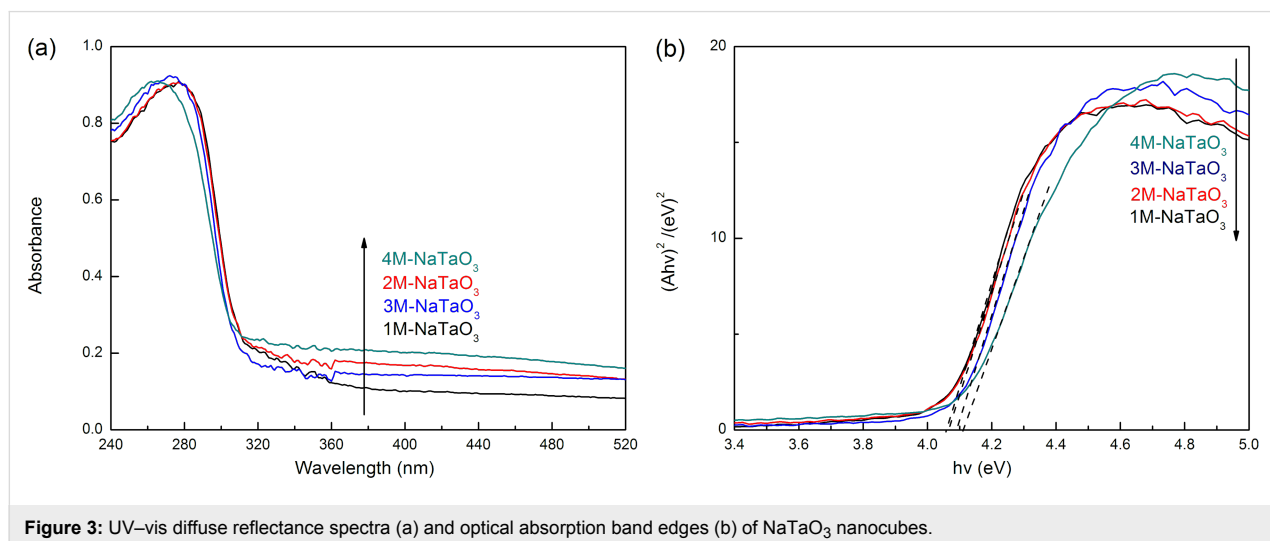 (a)
1.0
0.8
0.6
0.4
0.2
0.0
Absorbance
4M-NaTaO₃
2M-NaTaO₃
3M-NaTaO₃
1M-NaTaO₃
240 280 320 360 400 440 480 520
Wavelength (nm)
(b)
20
10
0
(Ahv)² /(eV)²
4M-NaTaO₃
3M-NaTaO₃
2M-NaTaO₃
1M-NaTaO₃
3.4 3.6 3.8 4.0 4.2 4.4 4.6 4.8 5.0
hv (eV)
Figure 3: UV–vis diffuse reflectance spectra (a) and optical absorption band edges (b) of NaTaO₃ nanocubes.